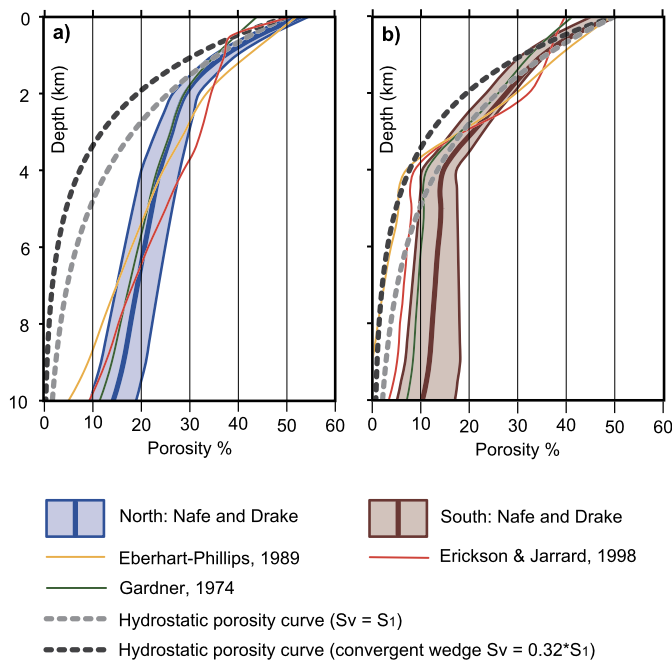 a)
b)
0
2
4
6
8
10
Depth (km)
Depth (km)
0 10 20 30 40 50 60
0 10 20 30 40 50 60
Porosity %
Porosity %
North: Nafe and Drake
South: Nafe and Drake
Eberhart-Phillips, 1989
Erickson & Jarrard, 1998
Gardner, 1974
Hydrostatic porosity curve (Sv = S1)
Hydrostatic porosity curve (convergent wedge Sv = 0.32*S1)